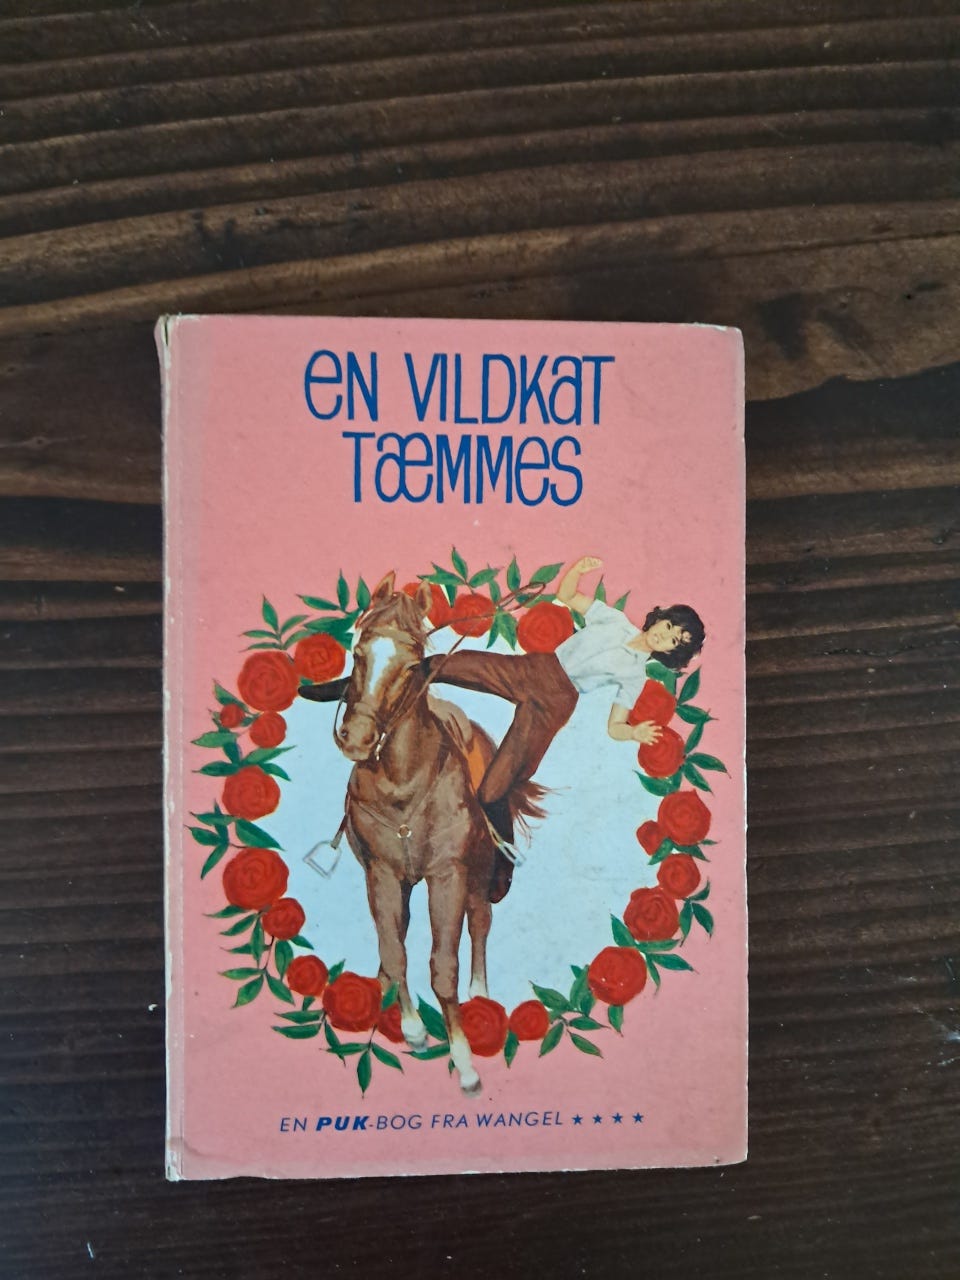 EN VILDKAT
TÆMMES
EN PUK-BOG FRA WANGEL ★ ★ ★ ★